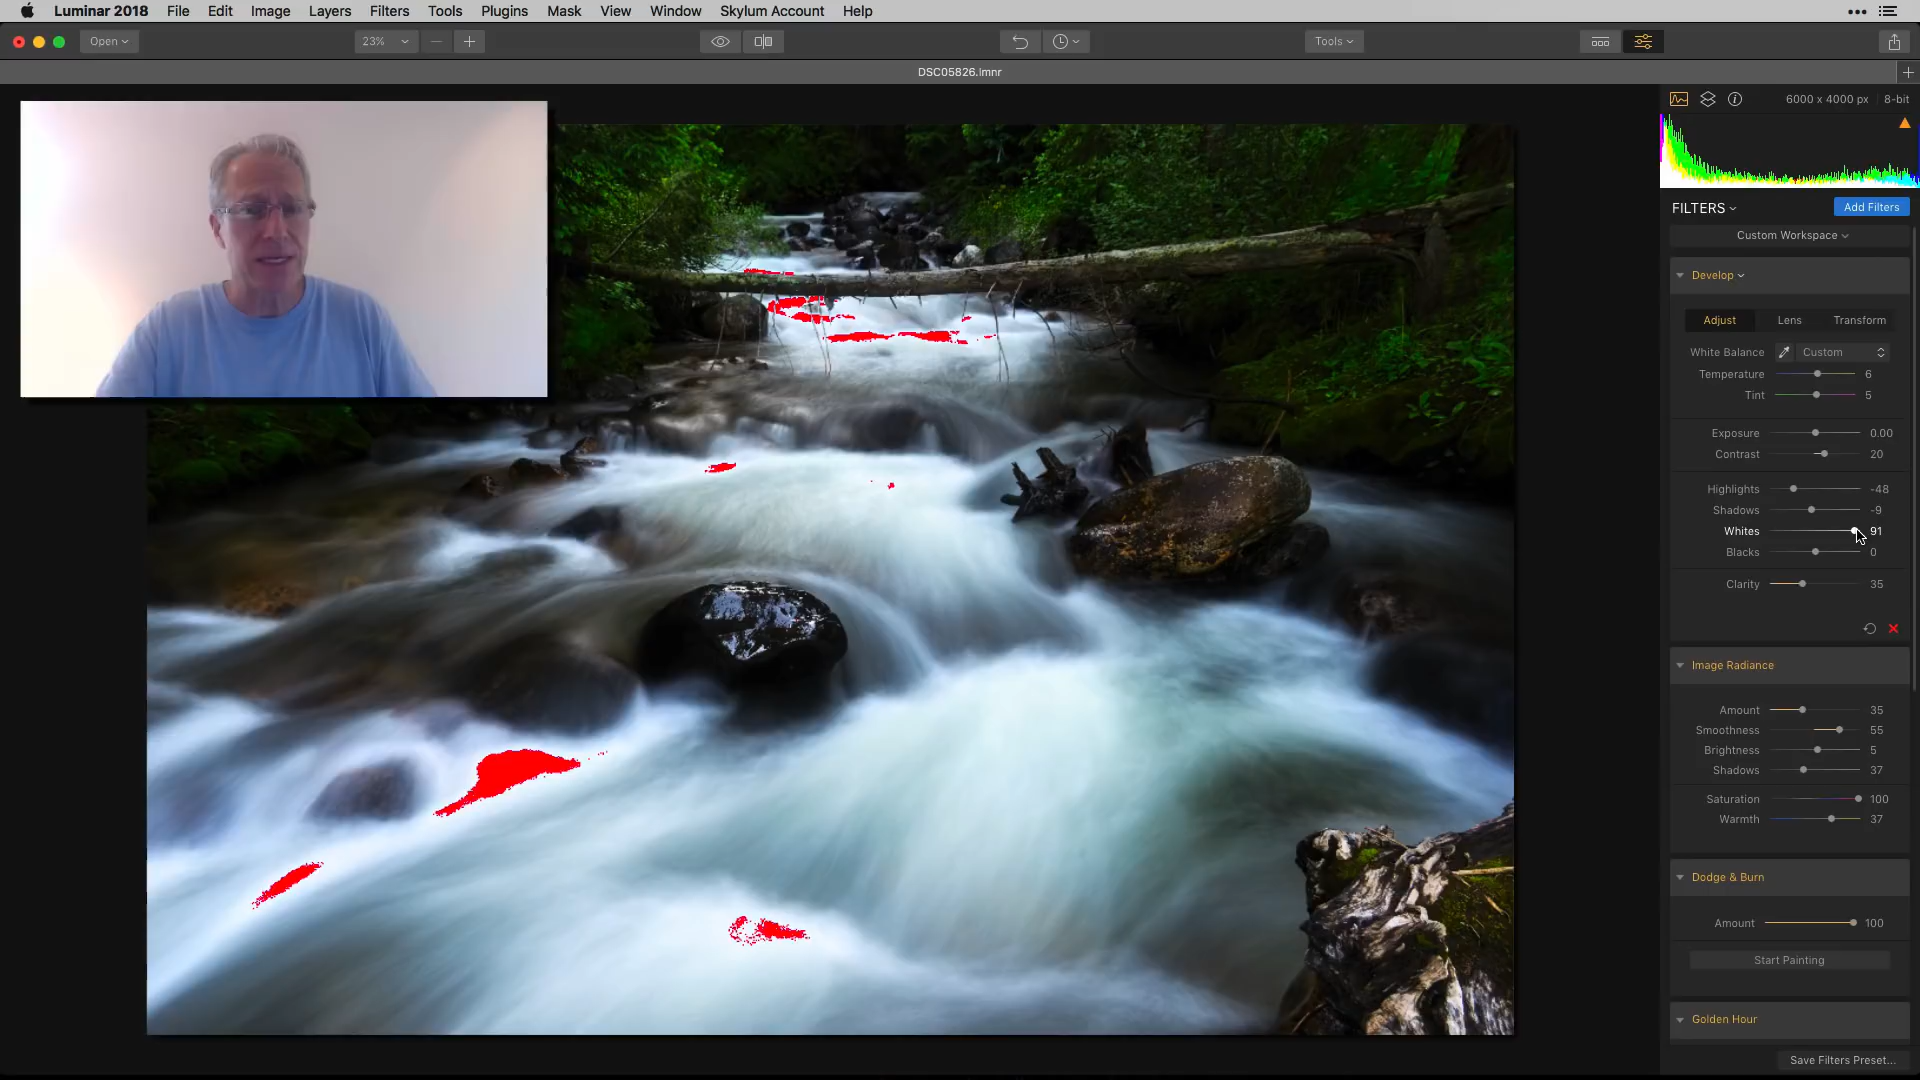 Luminar 2018 File Edit Image Layers Filters Tools Plugins Mask View Window Skylum Account Help
Open 23% Tools
DSC05826.lmnr
6000 x 4000 px 8-bit
FILTERS Add Filters
Custom Workspace
Develop
Adjust Lens Transform
White Balance Custom
Temperature 6
Tint 5
Exposure 0.00
Contrast 20
Highlights -48
Shadows -9
Whites 91
Blacks 0
Clarity 35
Image Radiance
Amount 35
Smoothness 55
Brightness 5
Shadows 37
Saturation 100
Warmth 37
Dodge & Burn
Amount 100
Start Painting
Golden Hour
Save Filters Preset...